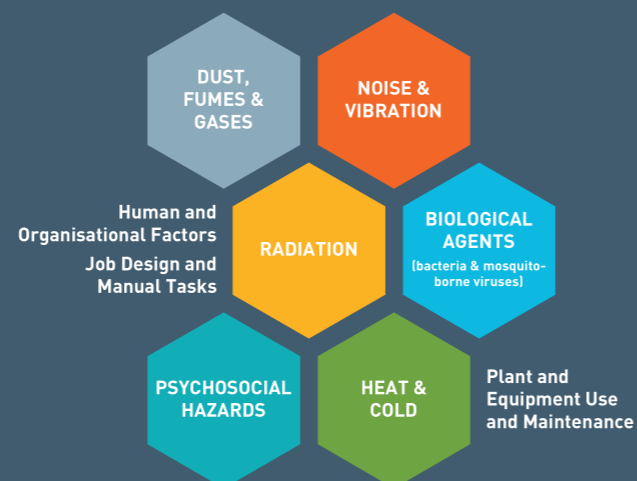 DUST,
FUMES &
GASES
NOISE &
VIBRATION
Human and
Organisational Factors
Job Design and
Manual Tasks
RADIATION
BIOLOGICAL
AGENTS
(bacteria & mosquito-
borne viruses)
PSYCHOSOCIAL
HAZARDS
HEAT &
COLD
Plant and
Equipment Use
and Maintenance